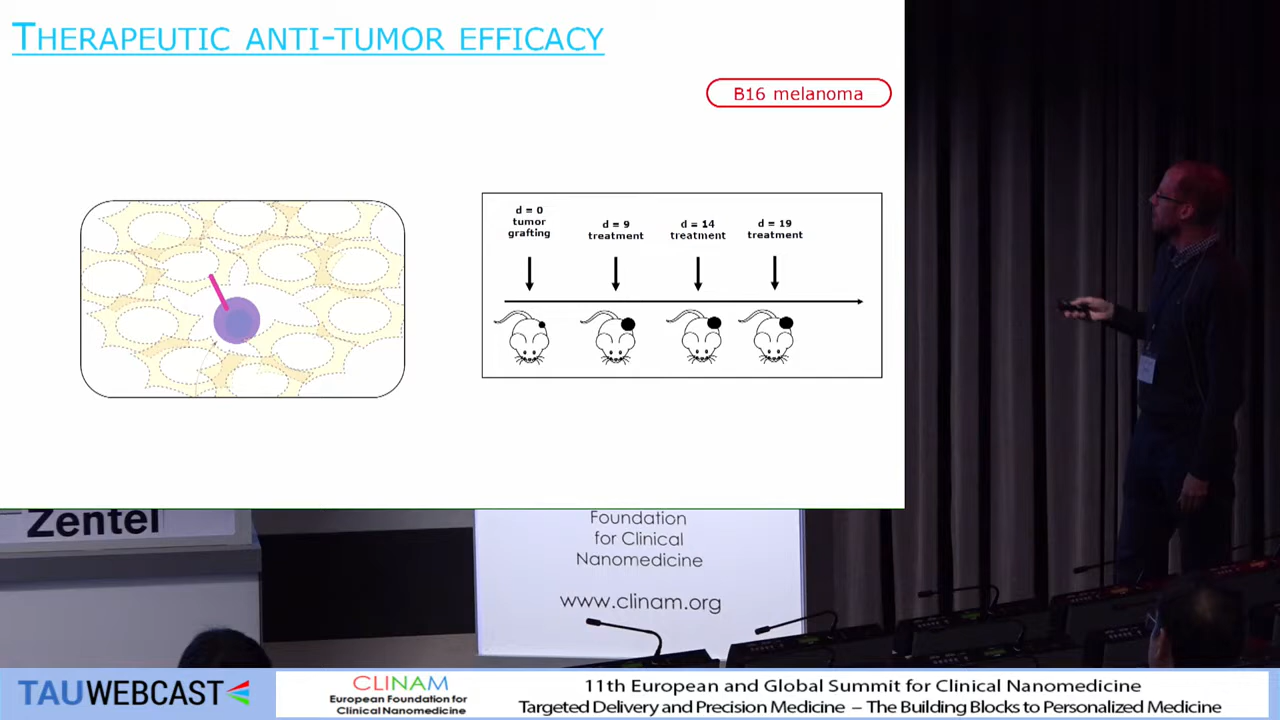 THERAPEUTIC ANTI-TUMOR EFFICACY
B16 melanoma
d = 0
tumor
grafting
d = 9
treatment
d = 14
treatment
d = 19
treatment
Zentel
Foundation
for Clinical
Nanomedicine
www.clinam.org
TAUWEBCAST
CLINAM
European Foundation for
Clinical Nanomedicine
11th European and Global Summit for Clinical Nanomedicine
Targeted Delivery and Precision Medicine – The Building Blocks to Personalized Medicine